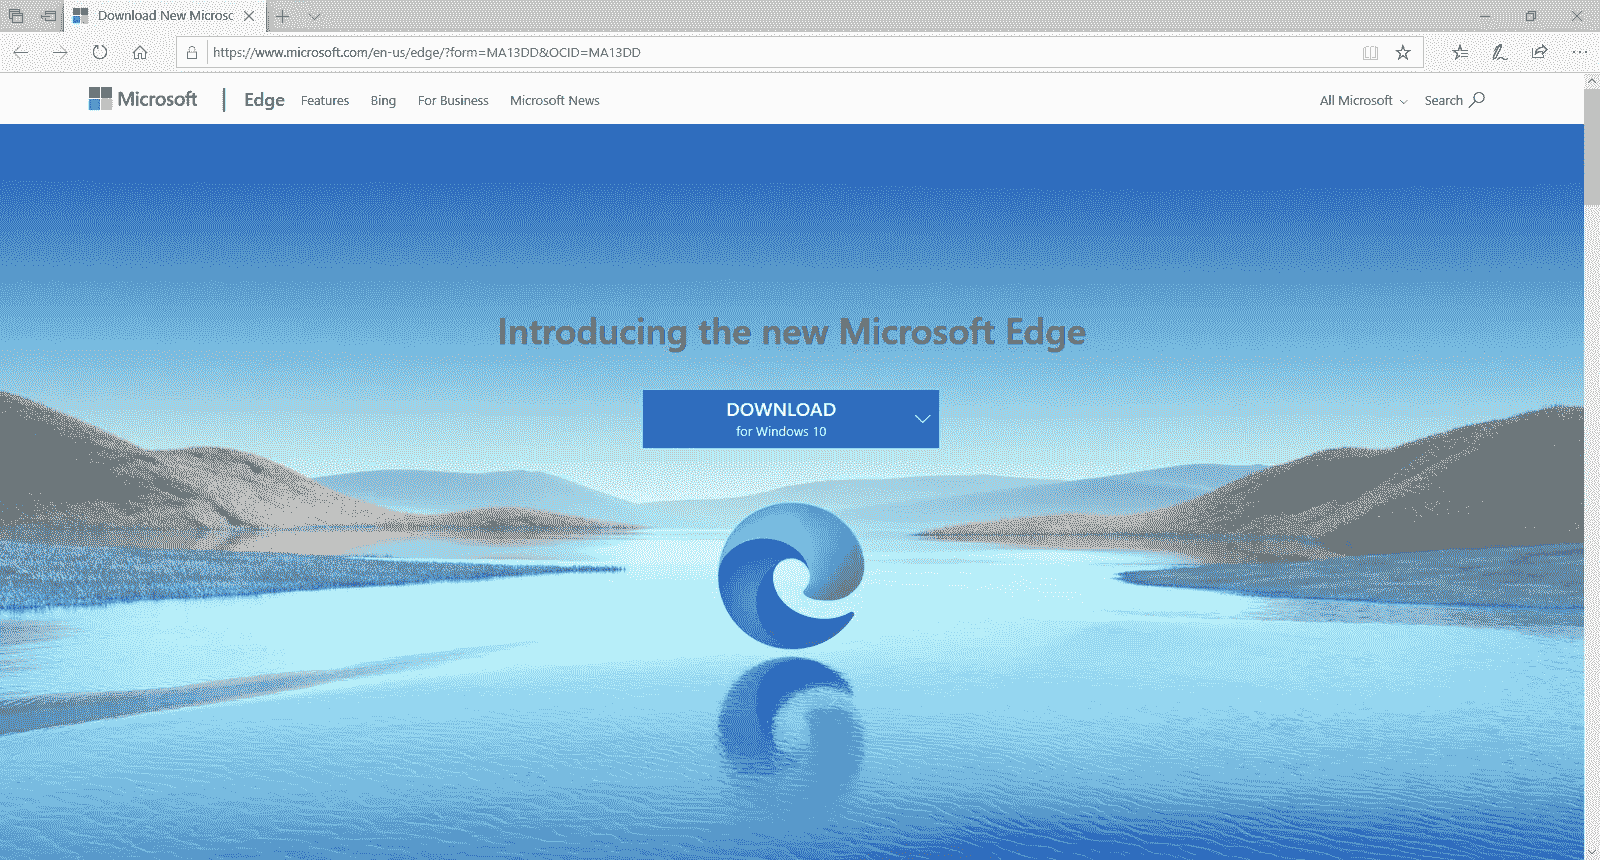 Download New Microsc
https://www.microsoft.com/en-us/edge/?form=MA13DD&OCID=MA13DD
Microsoft | Edge Features Bing For Business Microsoft News All Microsoft Search
Introducing the new Microsoft Edge
DOWNLOAD
for Windows 10